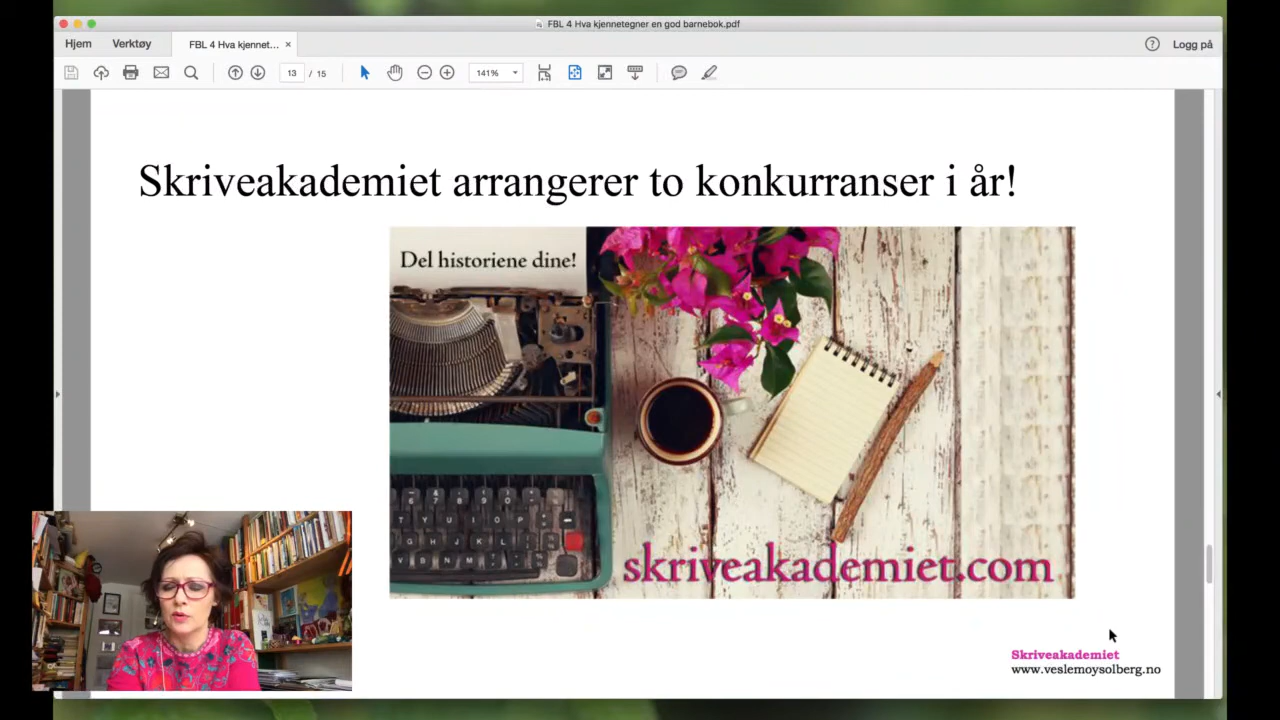 FBL 4 Hva kjennetegner en god barnebok.pdf
Hjem Verktøy FBL 4 Hva kjennet... × Logg på
13 / 15 141%
Skriveakademiet arrangerer to konkurranser i år!
Del historiene dine!
T Y U I O P
G H J K L
V B N M
skriveakademiet.com
Skriveakademiet
www.veslemoysolberg.no